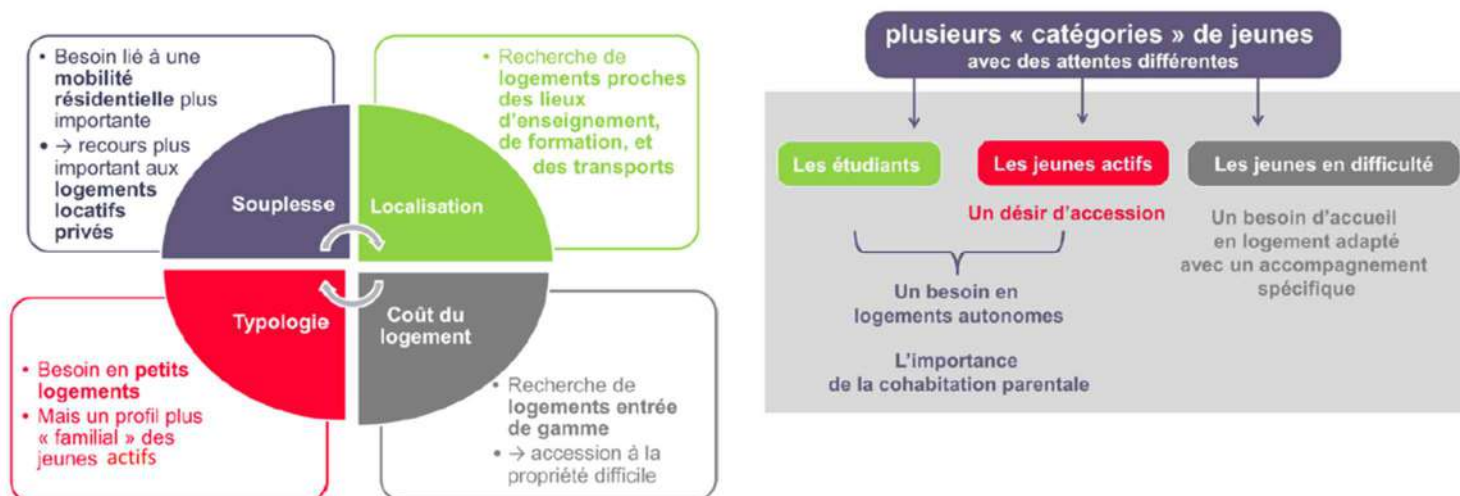 • Besoin lié à une
mobilité
résidentielle plus
importante
• → recours plus
important aux
logements
locatifs
privés
Souplesse
• Recherche de
logements proches
des lieux
d'enseignement,
de formation, et
des transports
Localisation
Typologie
• Besoin en petits
logements
• Mais un profil plus
« familial » des
jeunes actifs
Coût du
logement
• Recherche de
logements entrée
de gamme
• → accession à la
propriété difficile
plusieurs « catégories » de jeunes
avec des attentes différentes
Les étudiants
Les jeunes actifs
Les jeunes en difficulté
Un désir d'accession
Un besoin d'accueil
en logement adapté
avec un accompagnement
spécifique
Un besoin en
logements autonomes
L'importance
de la cohabitation parentale